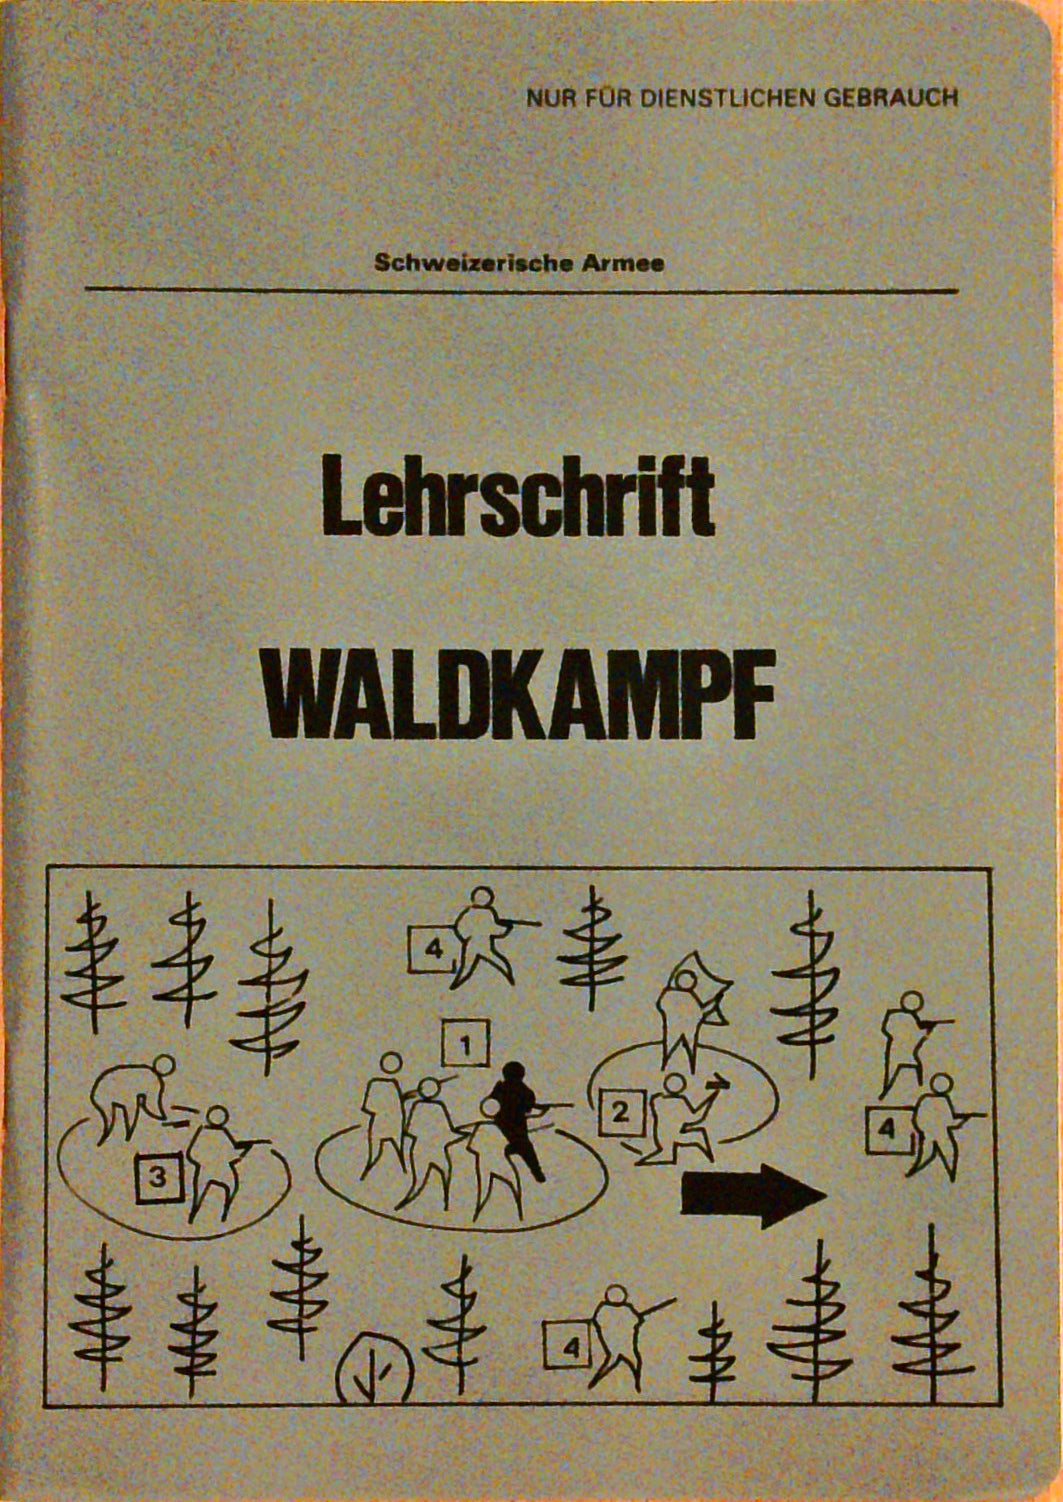 NUR FÜR DIENSTLICHEN GEBRAUCH
Schweizerische Armee
Lehrschrift
WALDKAMPF
4
1
2
4
3
4